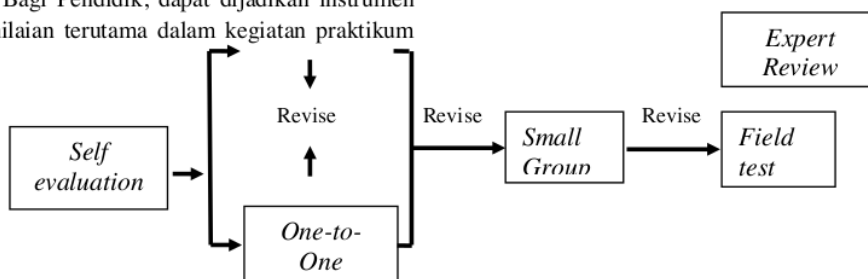 Bagi Pendidik, dapat dijadikan instrumen
terutama dalam kegiatan praktikum
Expert
Review
Revise
Revise
Revise
Self
evaluation
Small
Group
Field
test
One-to-
One